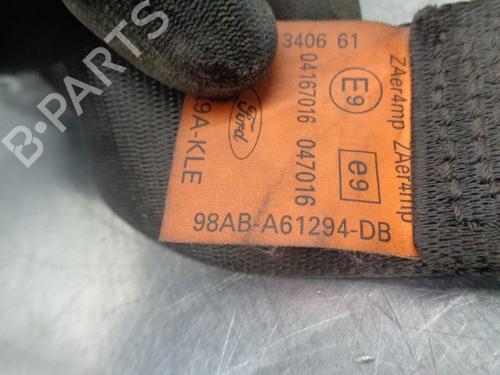 3406 61
04167016 047016
E9
e9
Ford
9A-KLE
98AB-A61294-DB
ZAer4mp ZAer4mp
B-PARTS